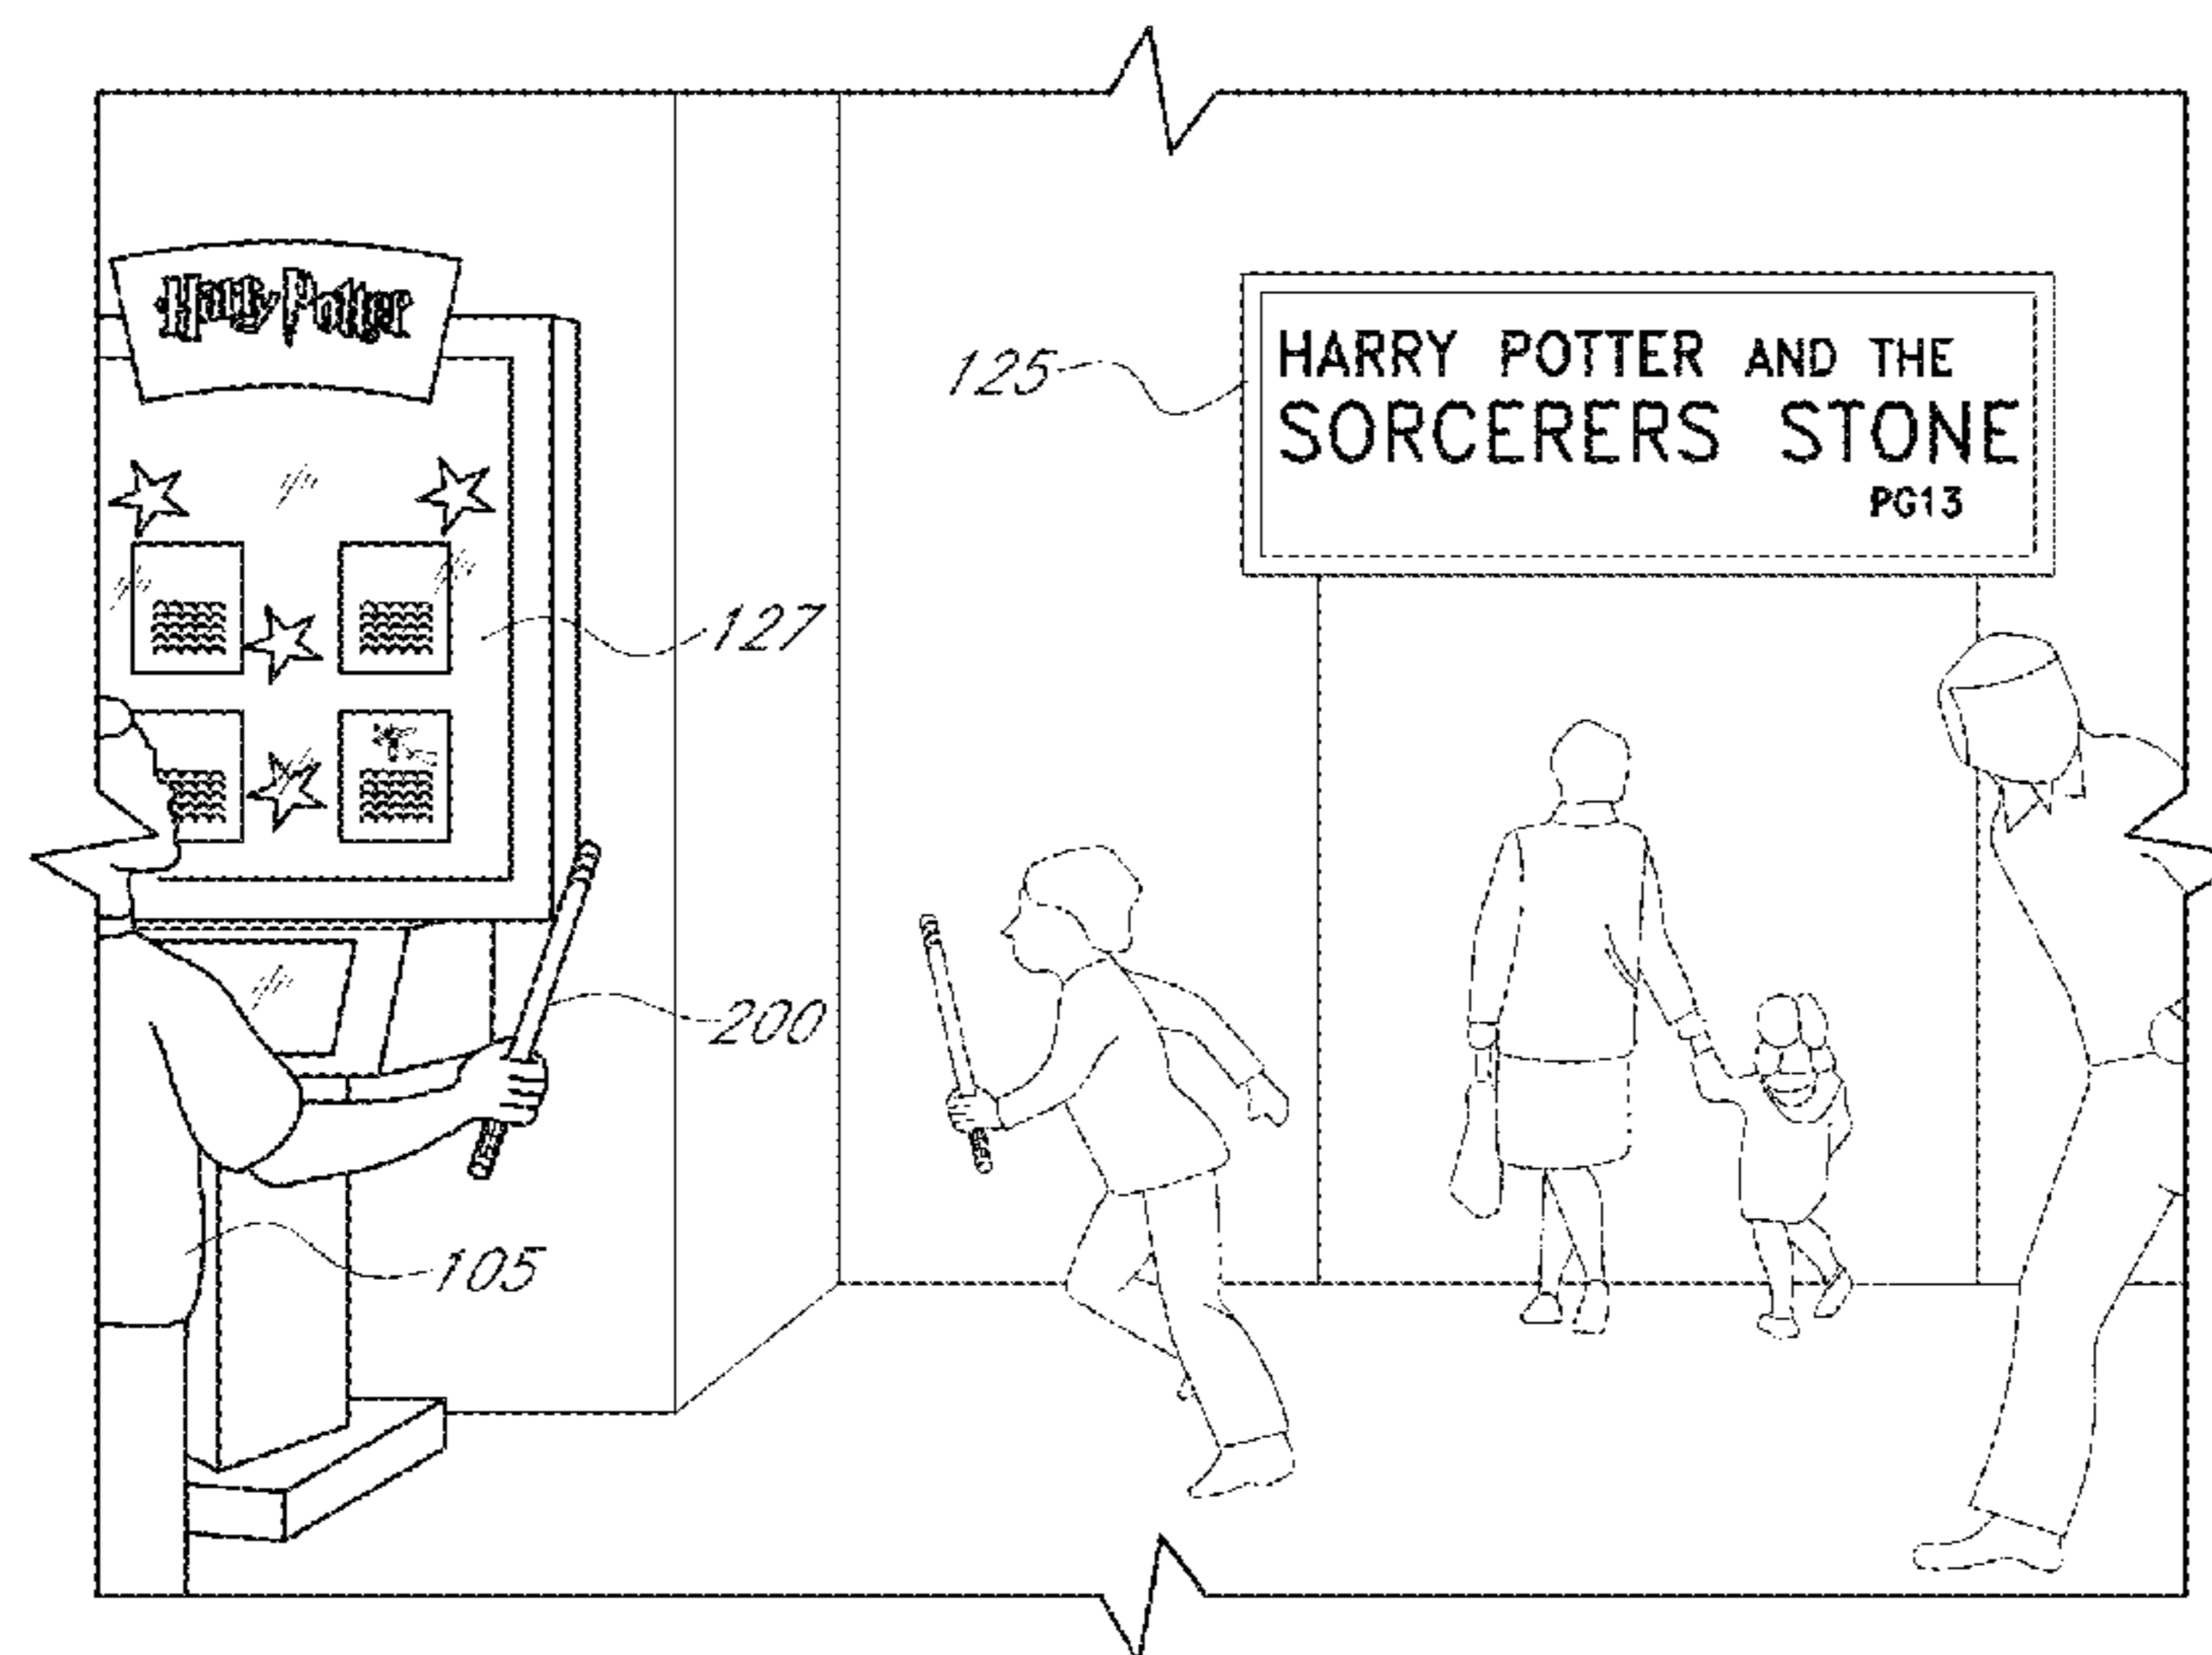 Harry Potter
125
HARRY POTTER AND THE
SORCERERS STONE
PG13
127
200
105